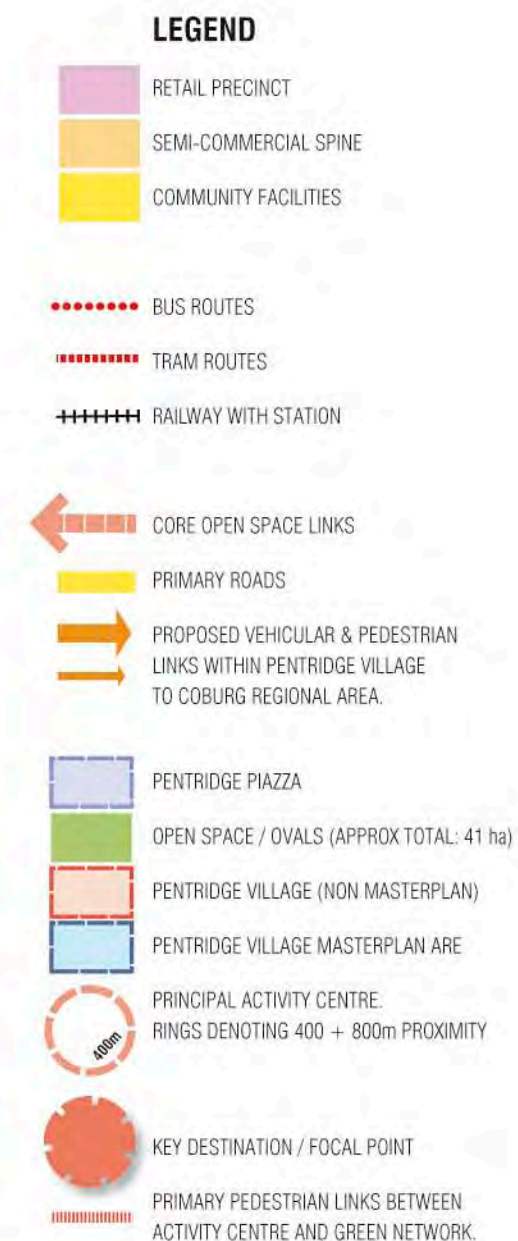 LEGEND
RETAIL PRECINCT
SEMI-COMMERCIAL SPINE
COMMUNITY FACILITIES
BUS ROUTES
TRAM ROUTES
RAILWAY WITH STATION
CORE OPEN SPACE LINKS
PRIMARY ROADS
PROPOSED VEHICULAR & PEDESTRIAN
LINKS WITHIN PENTRIDGE VILLAGE
TO COBURG REGIONAL AREA.
PENTRIDGE PIAZZA
OPEN SPACE / OVALS (APPROX TOTAL: 41 ha)
PENTRIDGE VILLAGE (NON MASTERPLAN)
PENTRIDGE VILLAGE MASTERPLAN ARE
PRINCIPAL ACTIVITY CENTRE.
RINGS DENOTING 400 + 800m PROXIMITY
400m
KEY DESTINATION / FOCAL POINT
PRIMARY PEDESTRIAN LINKS BETWEEN
ACTIVITY CENTRE AND GREEN NETWORK.